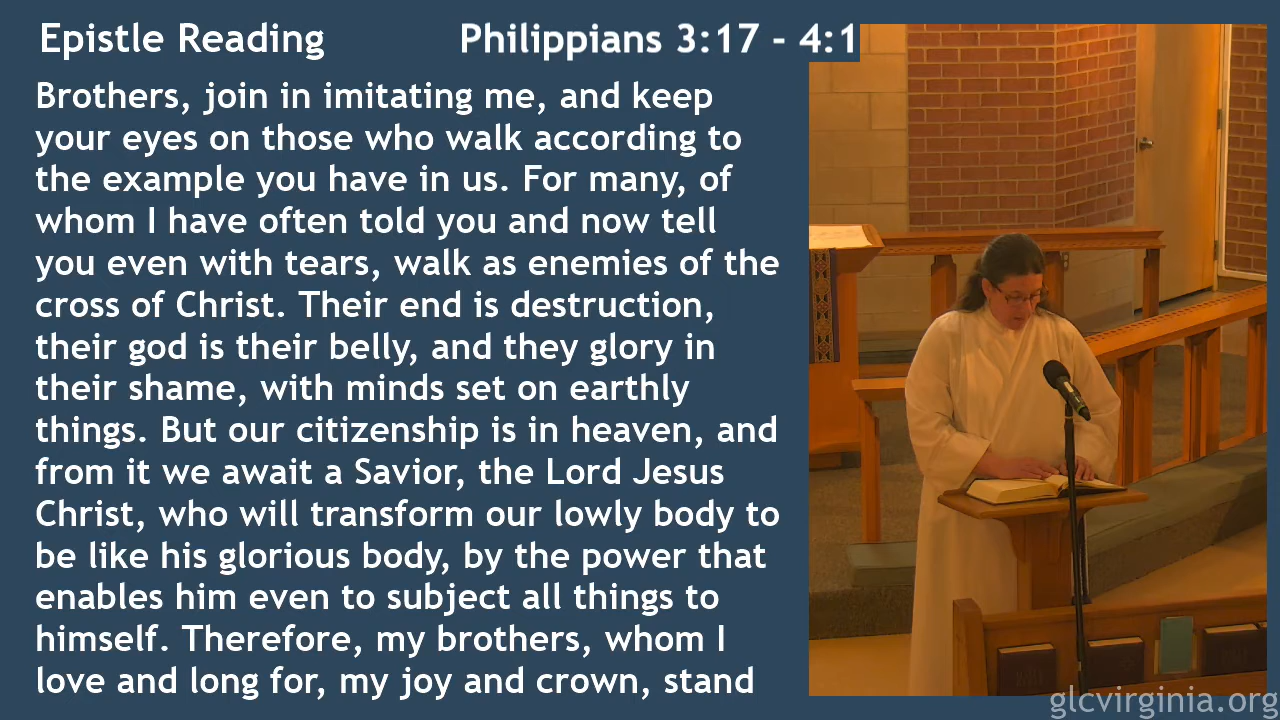 Epistle Reading
Philippians 3:17 - 4:1
Brothers, join in imitating me, and keep
your eyes on those who walk according to
the example you have in us. For many, of
whom I have often told you and now tell
you even with tears, walk as enemies of the
cross of Christ. Their end is destruction,
their god is their belly, and they glory in
their shame, with minds set on earthly
things. But our citizenship is in heaven, and
from it we await a Savior, the Lord Jesus
Christ, who will transform our lowly body to
be like his glorious body, by the power that
enables him even to subject all things to
himself. Therefore, my brothers, whom I
love and long for, my joy and crown, stand
glcvirginia.org